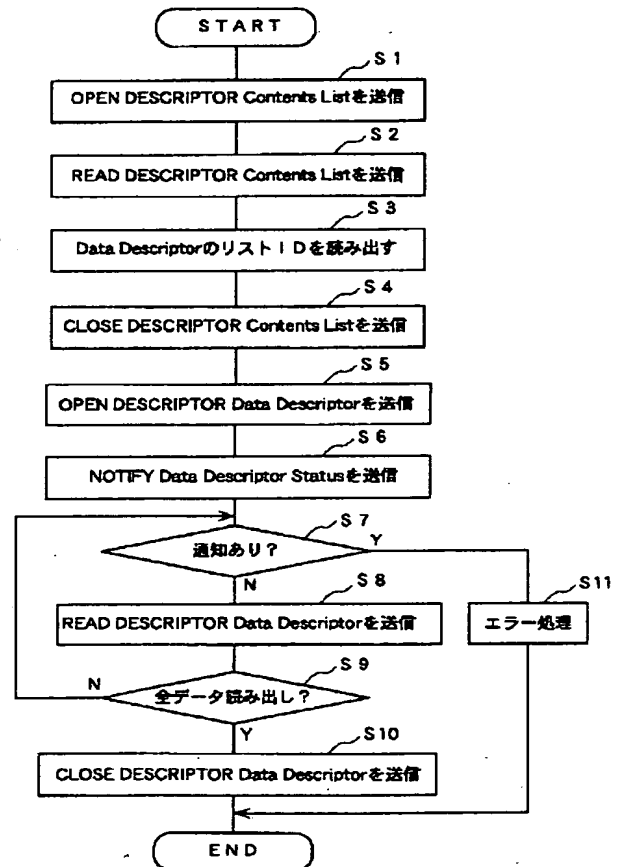 START
S1
OPEN DESCRIPTOR Contents Listを送信
S2
READ DESCRIPTOR Contents Listを送信
S3
Data DescriptorのリストIDを読み出す
S4
CLOSE DESCRIPTOR Contents Listを送信
S5
OPEN DESCRIPTOR Data Descriptorを送信
S6
NOTIFY Data Descriptor Statusを送信
S7
通知あり?
Y
N
S8
READ DESCRIPTOR Data Descriptorを送信
S11
エラー処理
S9
全データ読み出し?
N
Y
S10
CLOSE DESCRIPTOR Data Descriptorを送信
END